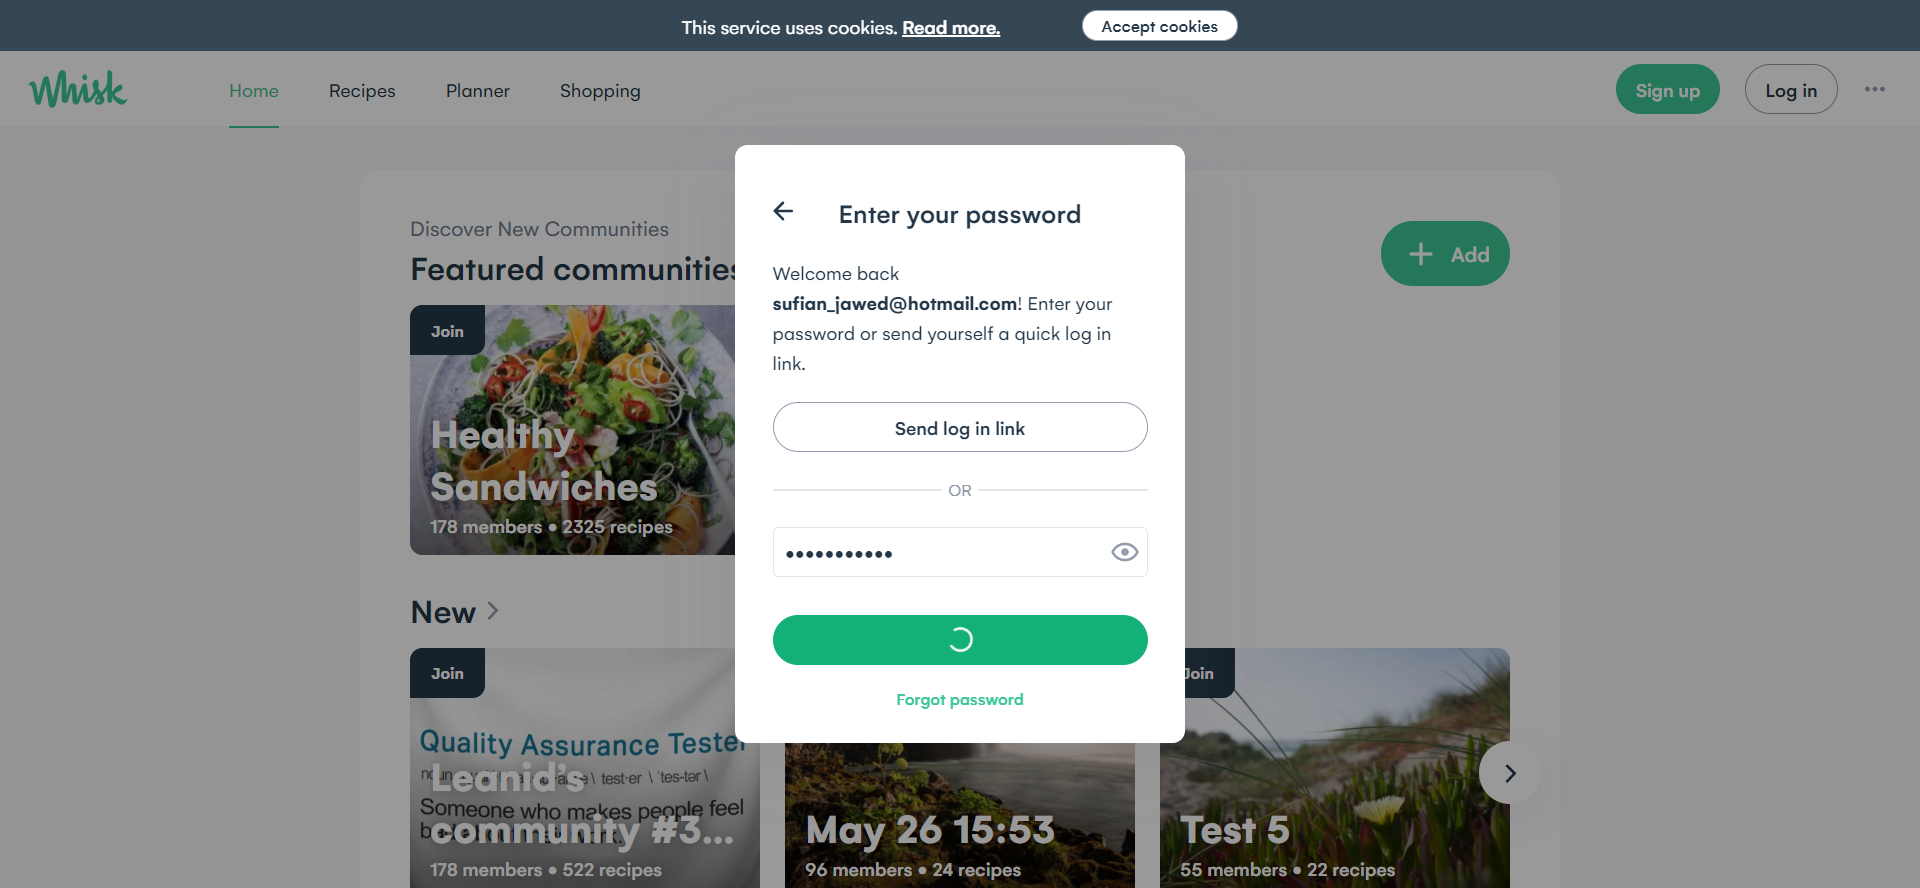 This service uses cookies. Read more.
Accept cookies
Whisk
Home
Recipes
Planner
Shopping
Sign up
Log in
Discover New Communities
Featured communities
Add
Join
Healthy
Sandwiches
178 members • 2325 recipes
Enter your password
Welcome back
sufian_jawed@hotmail.com! Enter your
password or send yourself a quick log in
link.
Send log in link
OR
•••••••••••
Forgot password
New
Join
Quality Assurance Tester
\ test·er \ 'tes-tər \
Someone who makes people feel
Leanid's
community #3...
178 members • 522 recipes
May 26 15:53
96 members • 24 recipes
Join
Test 5
55 members • 22 recipes